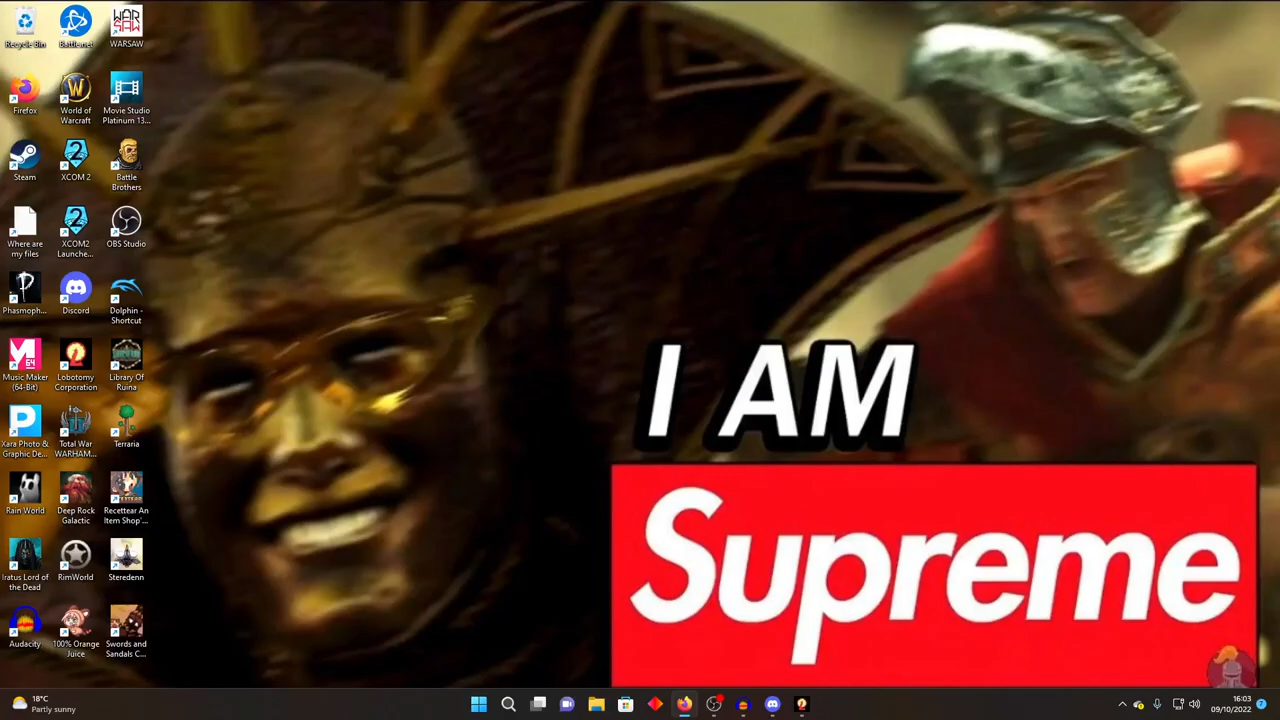 Recycle Bin
Battle.net
WARSAW
Firefox
World of
Warcraft
Movie Studio
Platinum 13...
Steam
XCOM 2
Battle
Brothers
Where are
my files
XCOM2
Launche...
OBS Studio
Phasmoph...
Discord
Dolphin -
Shortcut
Music Maker
(64-Bit)
Lobotomy
Corporation
Library Of
Ruina
Xara Photo &
Graphic De...
Total War
WARHAM...
Terraria
Rain World
Deep Rock
Galactic
Recettear An
Item Shop'...
Iratus Lord of
the Dead
RimWorld
Steredenn
Audacity
100% Orange
Juice
Swords and
Sandals C...
I AM
Supreme
18°C
Partly sunny
16:03
09/10/2022